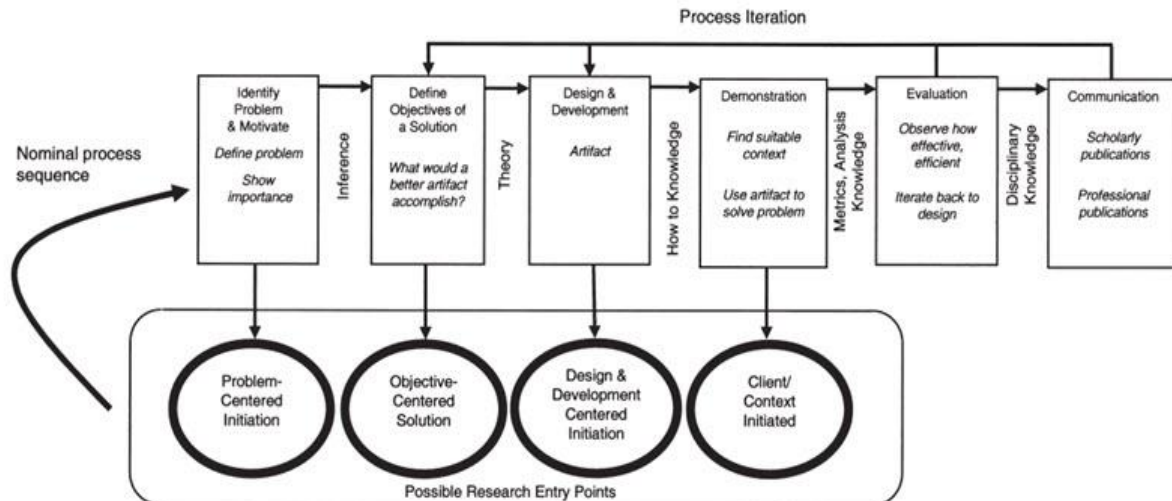 Process Iteration
Nominal process
sequence
Identify
Problem
& Motivate
Define problem
Show
importance
Inference
Define
Objectives of
a Solution
What would a
better artifact
accomplish?
Theory
Design &
Development
Artifact
How to Knowledge
Demonstration
Find suitable
context
Use artifact to
solve problem
Metrics, Analysis
Knowledge
Evaluation
Observe how
effective,
efficient
Iterate back to
design
Disciplinary
Knowledge
Communication
Scholarly
publications
Professional
publications
Problem-
Centered
Initiation
Objective-
Centered
Solution
Design &
Development
Centered
Initiation
Client/
Context
Initiated
Possible Research Entry Points